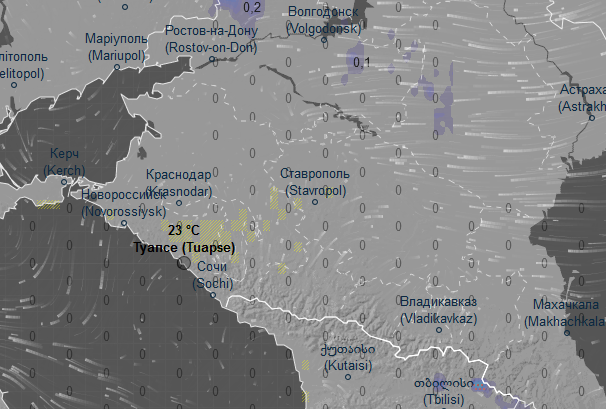 0,2
Волгодонск
(Volgodonsk)
Ростов-на-Дону
(Rostov-on-Don)
Маріуполь
(Mariupol)
літополь
elitopol)
0,1
Астраха
(Astrakh
Керч
(Kerch)
Краснодар
(Krasnodar)
Ставрополь
(Stavropol)
Новороссийск
(Novorossiysk)
23 °C
Туапсе (Tuapse)
Сочи
(Sochi)
Владикавказ
(Vladikavkaz)
Махачкала
(Makhachkala
ქუთაისი
(Kutaisi)
თბილისი
(Tbilisi)